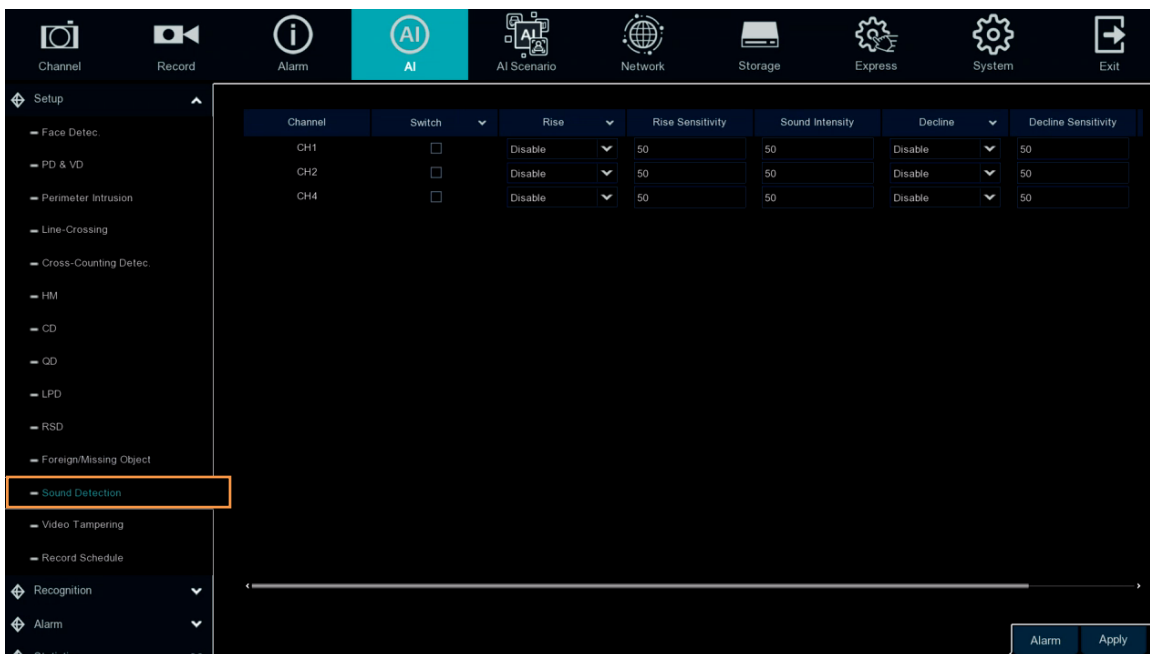 Channel Record Alarm AI AI Scenario Network Storage Express System Exit
Setup
Face Detec.
PD & VD
Perimeter Intrusion
Line-Crossing
Cross-Counting Detec.
HM
CD
QD
LPD
RSD
Foreign/Missing Object
Sound Detection
Video Tampering
Record Schedule
Recognition
Alarm
Channel Switch Rise Rise Sensitivity Sound Intensity Decline Decline Sensitivity
CH1 Disable 50 50 Disable 50
CH2 Disable 50 50 Disable 50
CH4 Disable 50 50 Disable 50
Alarm Apply